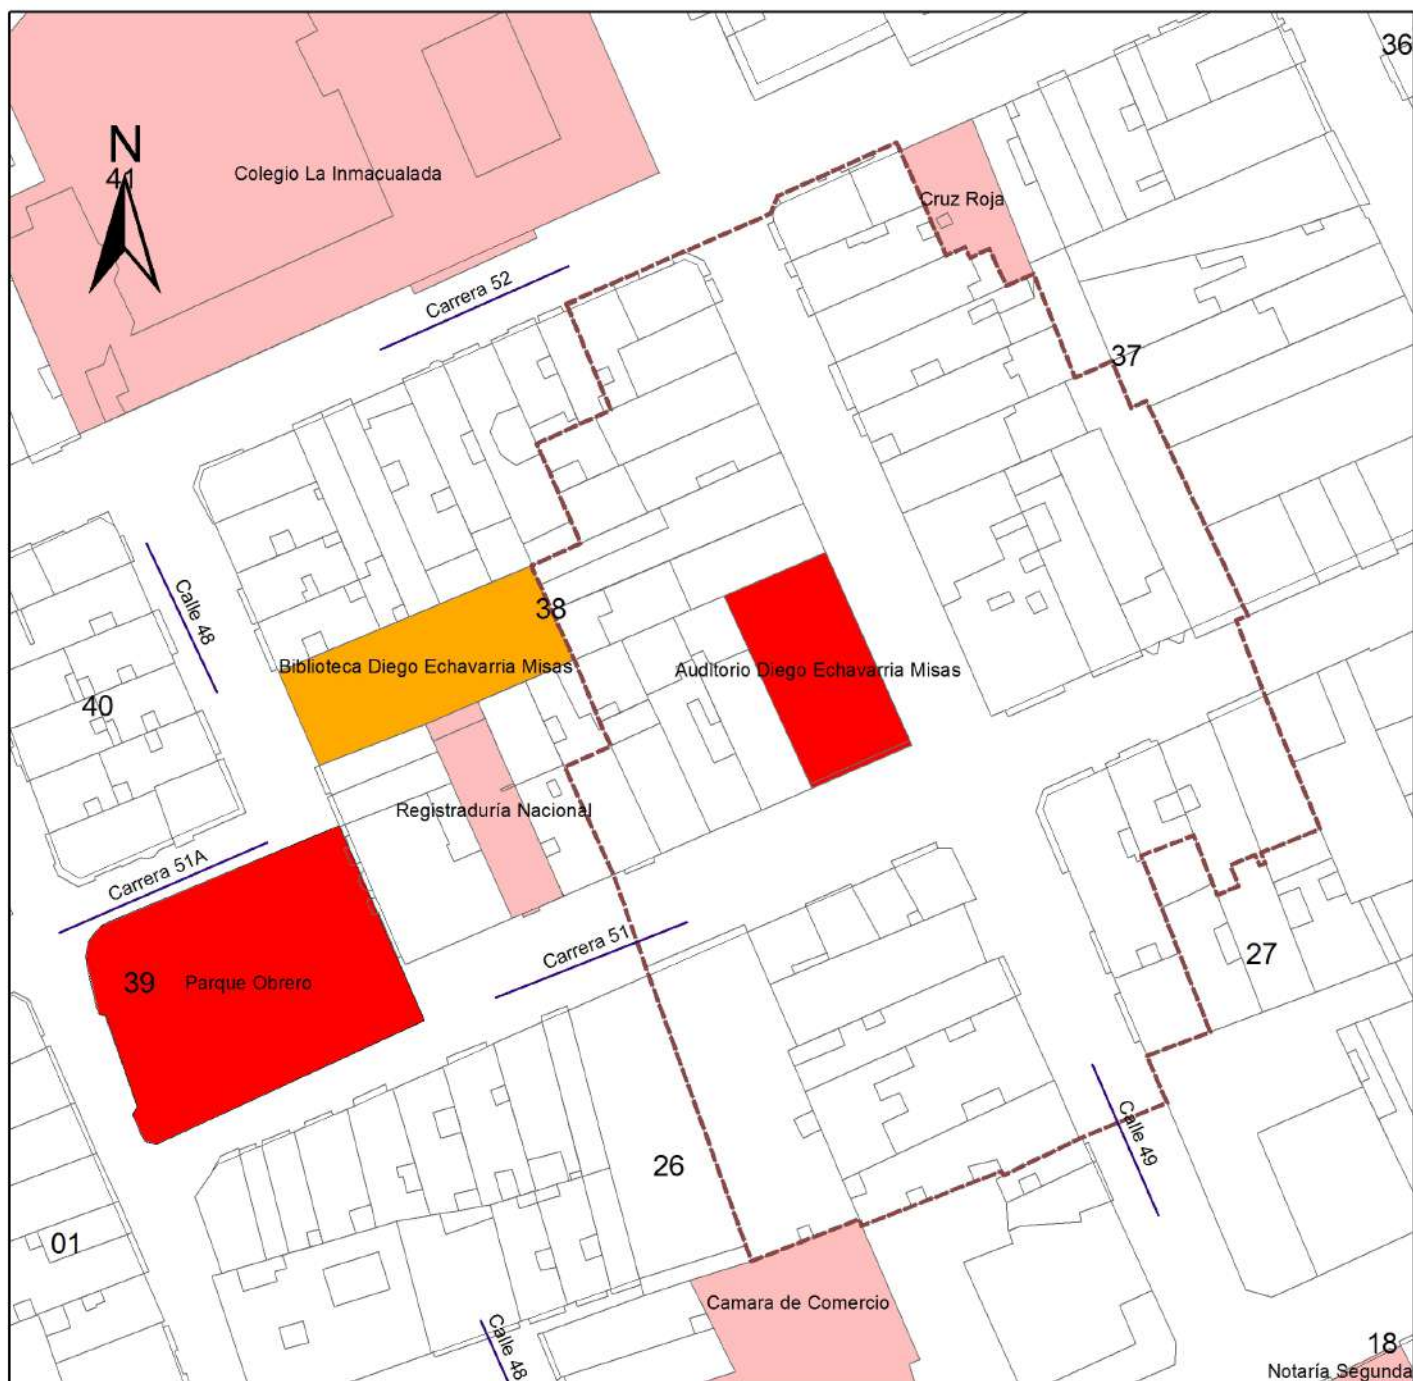 36
N
41
Colegio La Inmacualada
Cruz Roja
Carrera 52
37
Calle 48
38
Biblioteca Diego Echavarria Misas
Auditorio Diego Echavarria Misas
40
Registraduría Nacional
Carrera 51A
Carrera 51
39
Parque Obrero
27
Calle 49
26
01
Camara de Comercio
Calle 48
18
Notaría Segunda